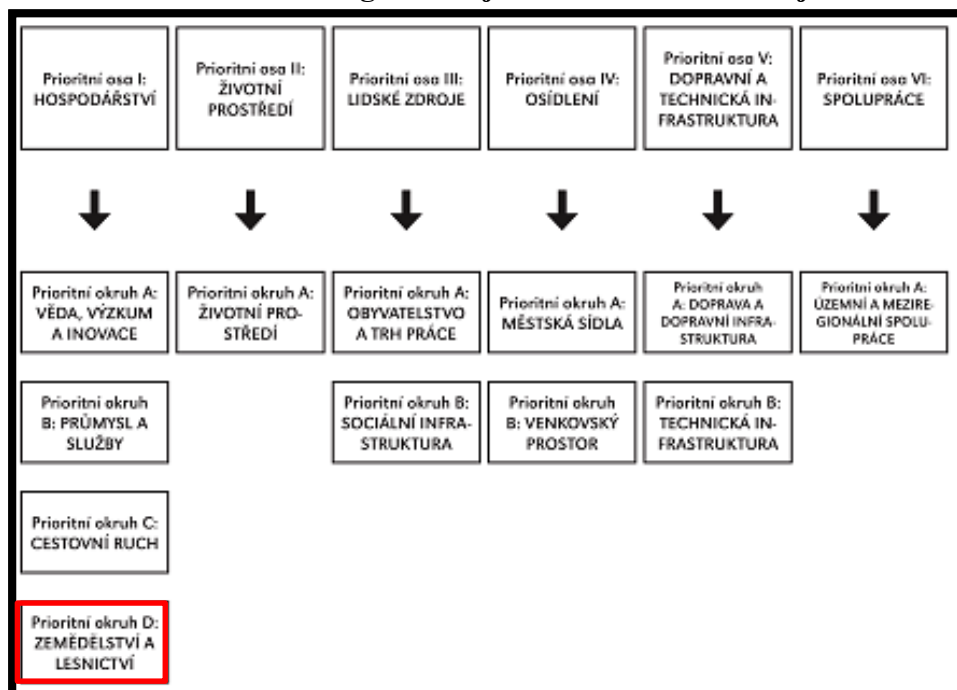 Prioritní osa I:
HOSPODÁŘSTVÍ
Prioritní osa II:
ŽIVOTNÍ
PROSTŘEDÍ
Prioritní osa III:
LIDSKÉ ZDROJE
Prioritní osa IV:
OSÍDLENÍ
Prioritní osa V:
DOPRAVNÍ A
TECHNICKÁ IN-
FRASTRUKTURA
Prioritní osa VI:
SPOLUPRÁCE
Prioritní okruh A:
VĚDA, VÝZKUM
A INOVACE
Prioritní okruh A:
ŽIVOTNÍ PRO-
STŘEDÍ
Prioritní okruh A:
OBYVATELSTVO
A TRH PRÁCE
Prioritní okruh A:
MĚSTSKÁ SÍDLA
Prioritní okruh
A: DOPRAVA A
DOPRAVNÍ INFRA-
STRUKTURA
Prioritní okruh A:
ÚZEMNÍ A MEZIRE-
GIONÁLNÍ SPOLU-
PRÁCE
Prioritní okruh
B: PRŮMYSL A
SLUŽBY
Prioritní okruh B:
SOCIÁLNÍ INFRA-
STRUKTURA
Prioritní okruh
B: VENKOVSKÝ
PROSTOR
Prioritní okruh B:
TECHNICKÁ IN-
FRASTRUKTURA
Prioritní okruh C:
CESTOVNÍ RUCH
Prioritní okruh D:
ZEMĚDĚLSTVÍ A
LESNICTVÍ